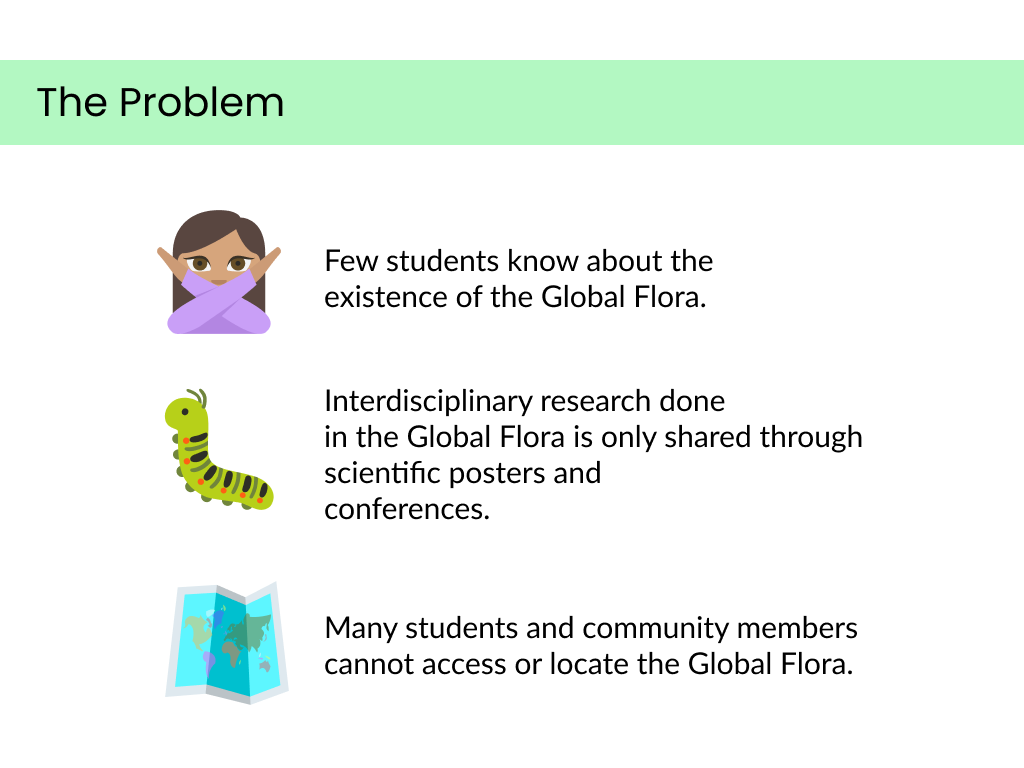 The Problem
Few students know about the
existence of the Global Flora.
Interdisciplinary research done
in the Global Flora is only shared through
scientific posters and
conferences.
Many students and community members
cannot access or locate the Global Flora.